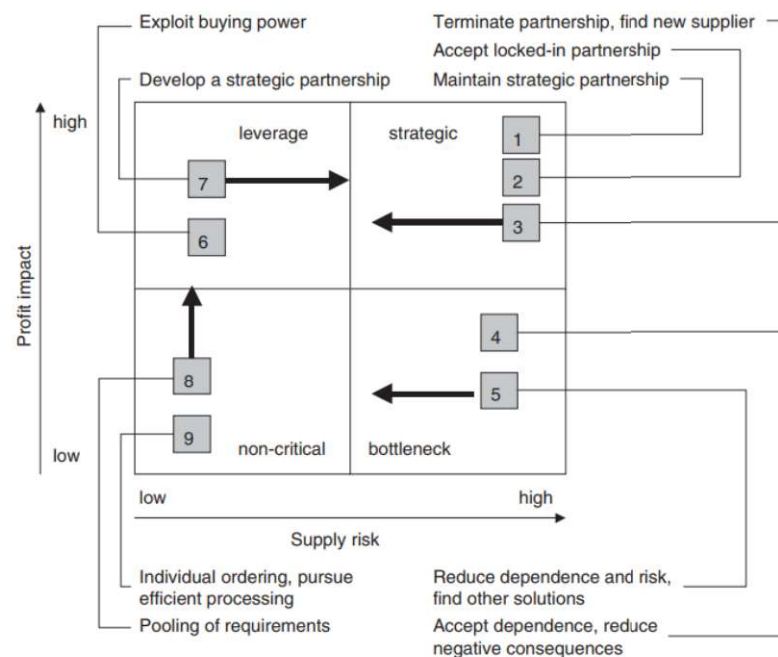 Exploit buying power
Terminate partnership, find new supplier
Accept locked-in partnership
Develop a strategic partnership
Maintain strategic partnership
high
leverage
strategic
1
7
2
6
3
Profit impact
4
8
5
9
low
non-critical
bottleneck
low
high
Supply risk
Individual ordering, pursue
efficient processing
Reduce dependence and risk,
find other solutions
Pooling of requirements
Accept dependence, reduce
negative consequences